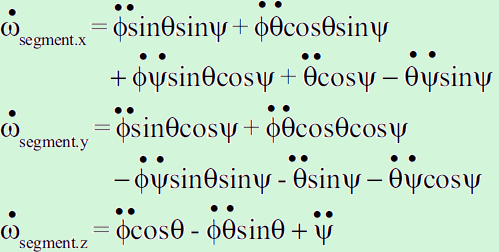 ω̇segment.x = φ̈sinθsinψ + φ̇θ̇cosθsinψ
+ φ̇ψ̇sinθcosψ + θ̈cosψ − θ̇ψ̇sinψ
ω̇segment.y = φ̈sinθcosψ + φ̇θ̇cosθcosψ
−φ̇ψ̇sinθsinψ - θ̈sinψ − θ̇ψ̇cosψ
ω̇segment.z = φ̈cosθ - φ̇θ̇sinθ + ψ̈